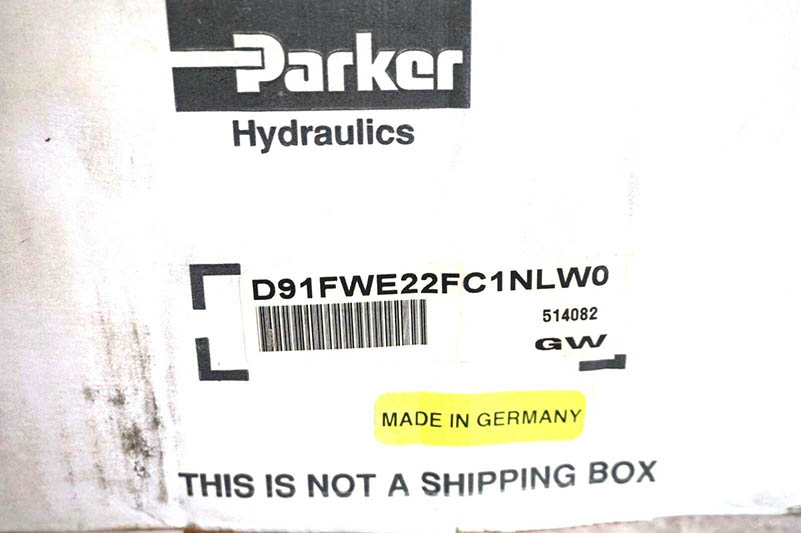 Parker
Hydraulics
D91FWE22FC1NLW0
514082
GW
MADE IN GERMANY
THIS IS NOT A SHIPPING BOX